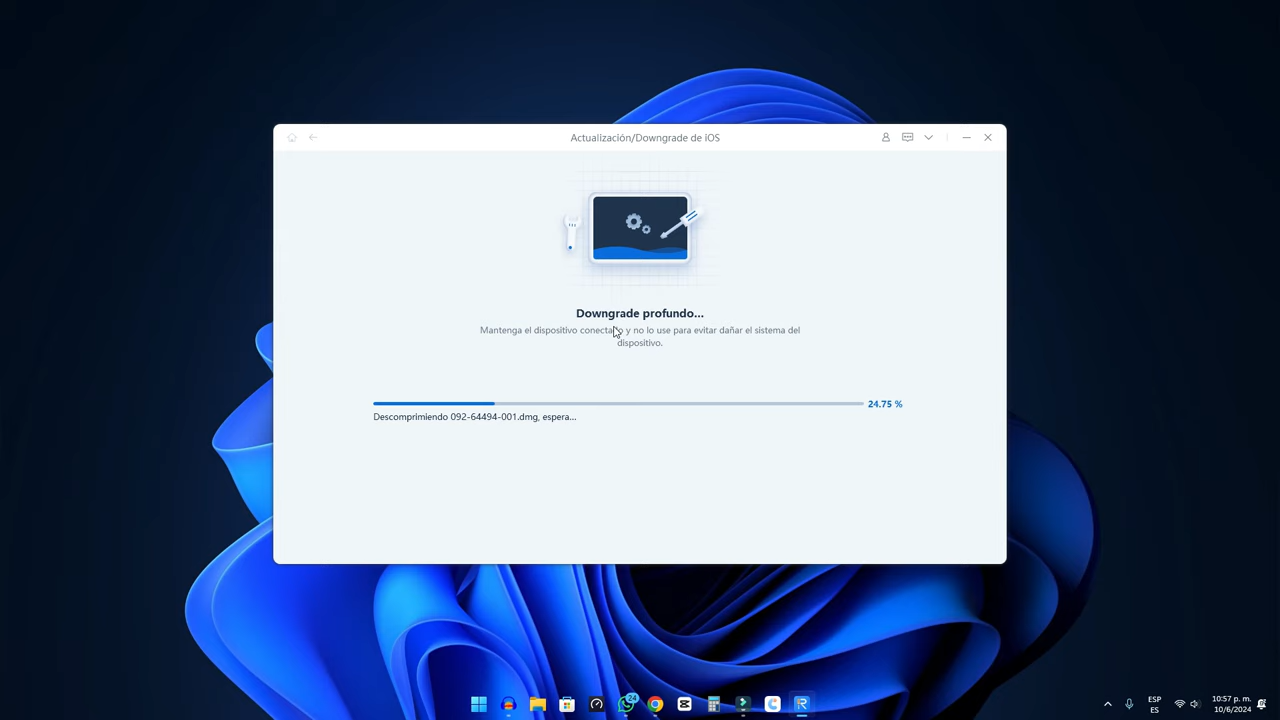 Actualización/Downgrade de iOS
Downgrade profundo...
Mantenga el dispositivo conectado y no lo use para evitar dañar el sistema del
dispositivo.
24.75 %
Descomprimiendo 092-64494-001.dmg, espera...
24
ESP
ES
10:57 p. m.
10/6/2024